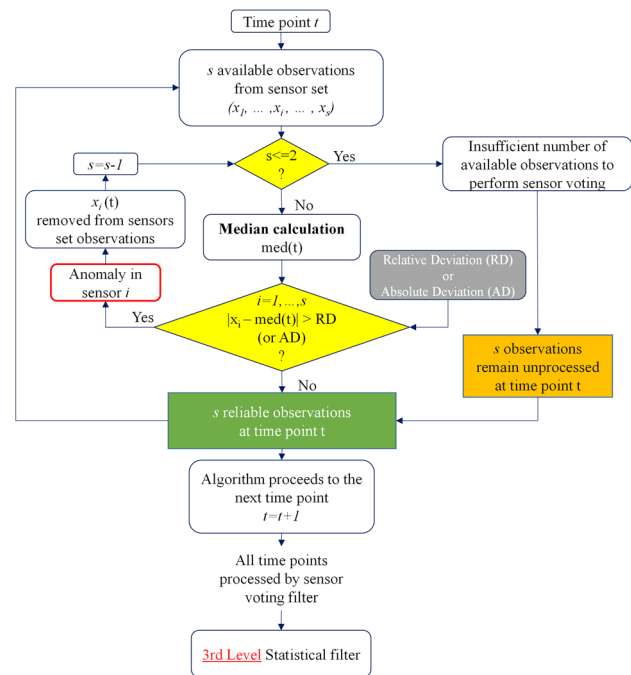 Time point t
s available observations
from sensor set
(x1, ... ,xi, ... , xs)
s=s-1
s<=2
?
Yes
Insufficient number of
available observations to
perform sensor voting
No
xi (t)
removed from sensors
set observations
Median calculation
med(t)
Relative Deviation (RD)
or
Absolute Deviation (AD)
Anomaly in
sensor i
Yes
i=1,...,s
|xi – med(t)| > RD
(or AD)
?
s observations
remain unprocessed
at time point t
No
s reliable observations
at time point t
Algorithm proceeds to the
next time point
t=t+1
All time points
processed by sensor
voting filter
3rd Level Statistical filter